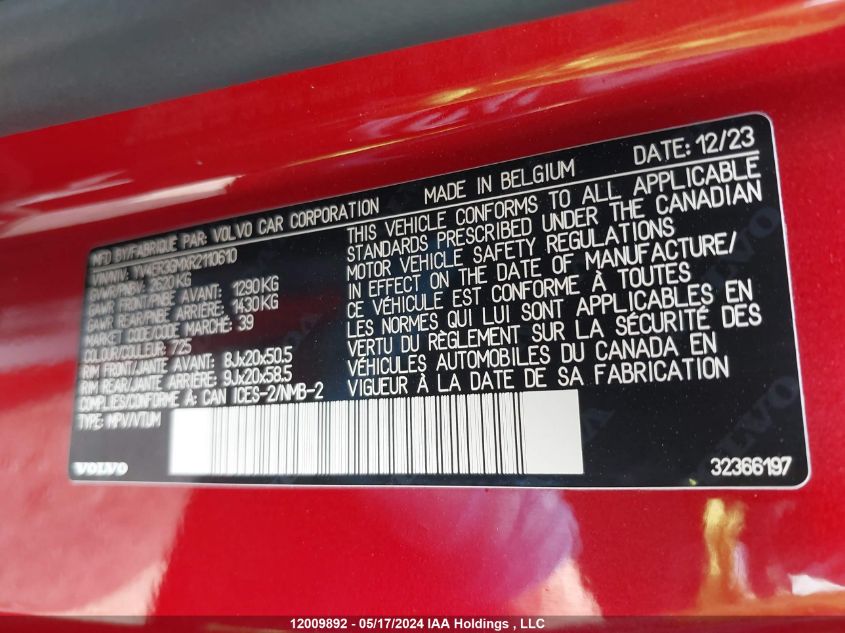 MFD BY/FABRIQUÉ PAR: VOLVO CAR CORPORATION MADE IN BELGIUM DATE: 12/23
VIN/NIV: YV4ER3GMXR2110610
GVWR/PNBV: 2620 KG
GAWR FRONT/PNBE AVANT: 1290 KG
GAWR REAR/PNBE ARRIÈRE: 1430 KG
MARKET CODE/CODE MARCHÉ: 39
COLOUR/COULEUR: 725
RIM FRONT/JANTE AVANT: 8Jx20x50.5
RIM REAR/JANTE ARRIÈRE: 9Jx20x58.5
COMPLIES/CONFORME À: CAN ICES-2/NMB-2
TYPE: MPV/VTUM
THIS VEHICLE CONFORMS TO ALL APPLICABLE
STANDARDS PRESCRIBED UNDER THE CANADIAN
MOTOR VEHICLE SAFETY REGULATIONS
IN EFFECT ON THE DATE OF MANUFACTURE/
CE VÉHICULE EST CONFORME À TOUTES
LES NORMES QUI LUI SONT APPLICABLES EN
VERTU DU RÈGLEMENT SUR LA SÉCURITÉ DES
VÉHICULES AUTOMOBILES DU CANADA EN
VIGUEUR À LA DATE DE SA FABRICATION
VOLVO
32366197
12009892 - 05/17/2024 IAA Holdings , LLC